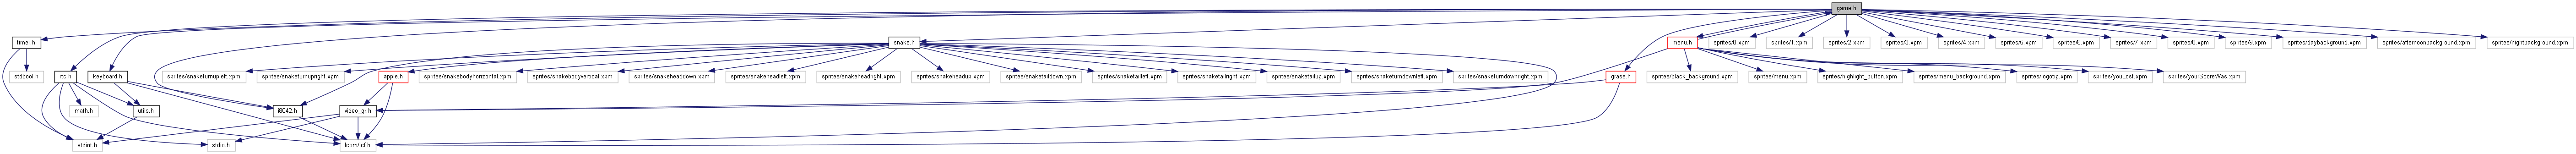 game.h
timer.h
snake.h
menu.h
sprites/0.xpm
sprites/1.xpm
sprites/2.xpm
sprites/3.xpm
sprites/4.xpm
sprites/5.xpm
sprites/6.xpm
sprites/7.xpm
sprites/8.xpm
sprites/9.xpm
sprites/daybackground.xpm
sprites/afternoonbackground.xpm
sprites/nightbackground.xpm
stdbool.h
rtc.h
keyboard.h
sprites/snaketurnupleft.xpm
sprites/snaketurnupright.xpm
apple.h
sprites/snakebodyhorizontal.xpm
sprites/snakebodyvertical.xpm
sprites/snakeheaddown.xpm
sprites/snakeheadleft.xpm
sprites/snakeheadright.xpm
sprites/snakeheadup.xpm
sprites/snaketaildown.xpm
sprites/snaketailleft.xpm
sprites/snaketailright.xpm
sprites/snaketailup.xpm
sprites/snaketurndownleft.xpm
sprites/snaketurndownright.xpm
grass.h
sprites/black_background.xpm
sprites/menu.xpm
sprites/highlight_button.xpm
sprites/menu_background.xpm
sprites/logotip.xpm
sprites/youLost.xpm
sprites/yourScoreWas.xpm
math.h
utils.h
i8042.h
video_gr.h
stdint.h
stdio.h
lcom/lcf.h